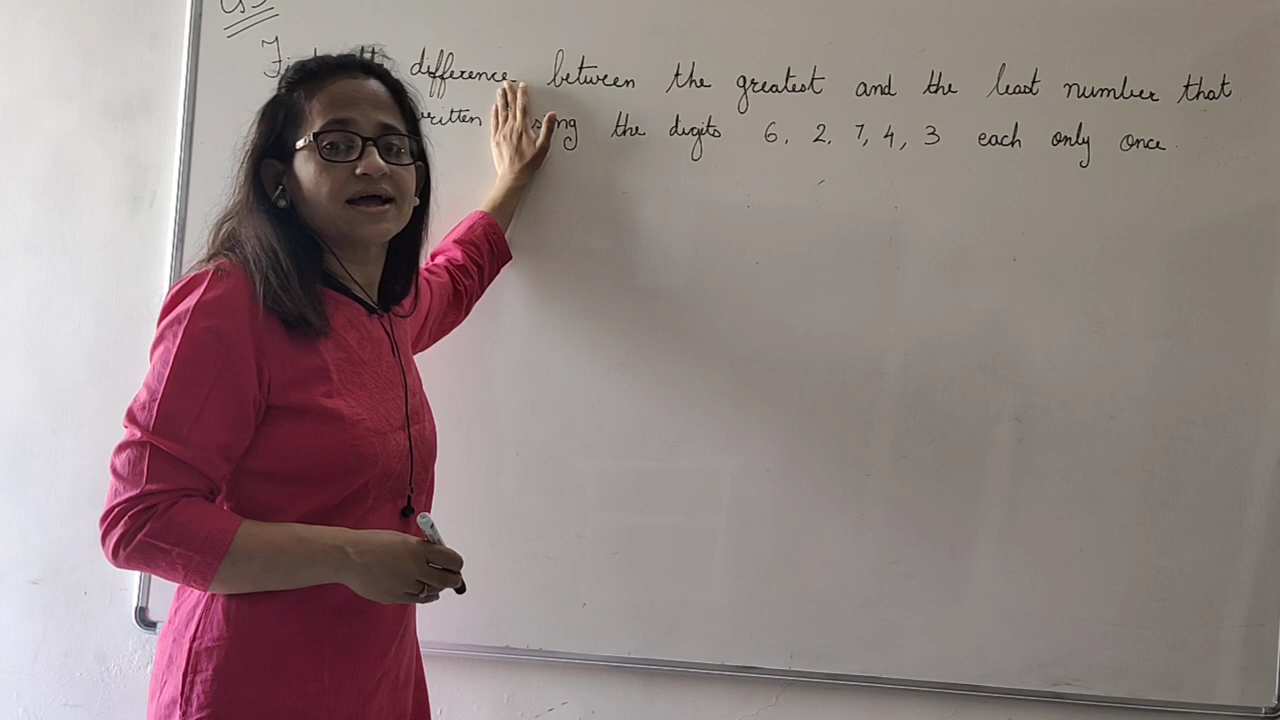 difference between the greatest and the least number that
written using the digits 6, 2, 7, 4, 3 each only once.